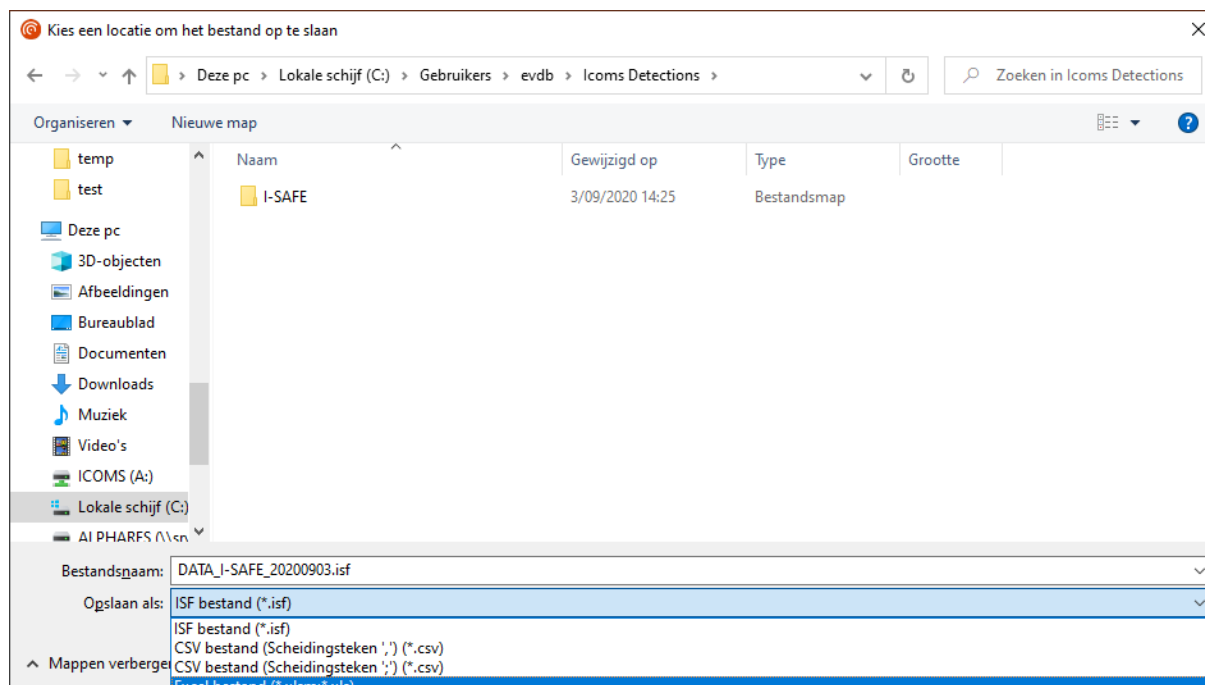 Kies een locatie om het bestand op te slaan
Deze pc > Lokale schijf (C:) > Gebruikers > evdb > Icoms Detections >
Zoeken in Icoms Detections
Organiseren
Nieuwe map
temp
test
Deze pc
3D-objecten
Afbeeldingen
Bureaublad
Documenten
Downloads
Muziek
Video's
ICOMS (A:)
Lokale schijf (C:)
ALPHARES (\\
Naam
Gewijzigd op
Type
Grootte
I-SAFE
3/09/2020 14:25
Bestandsmap
Bestandsnaam:
DATA_I-SAFE_20200903.isf
Opslaan als:
ISF bestand (*.isf)
ISF bestand (*.isf)
CSV bestand (Scheidingsteken ',') (*.csv)
CSV bestand (Scheidingsteken ';') (*.csv)
Excel bestand
Mappen